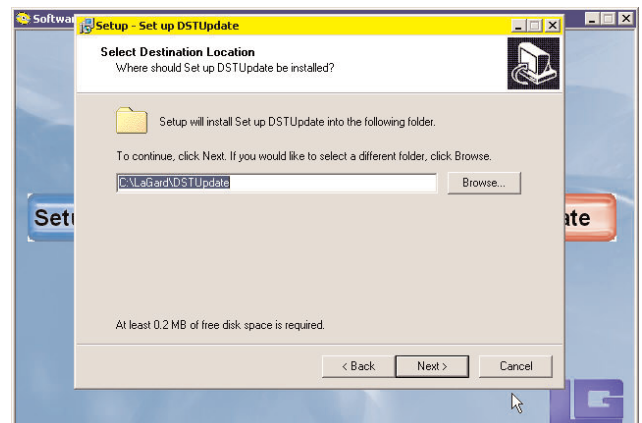 Softwar
Setup - Set up DSTUpdate
Select Destination Location
Where should Set up DSTUpdate be installed?
Setup will install Set up DSTUpdate into the following folder.
To continue, click Next. If you would like to select a different folder, click Browse.
C:\LaGard\DSTUpdate
Browse...
Setu
ate
At least 0.2 MB of free disk space is required.
< Back
Next >
Cancel
LG